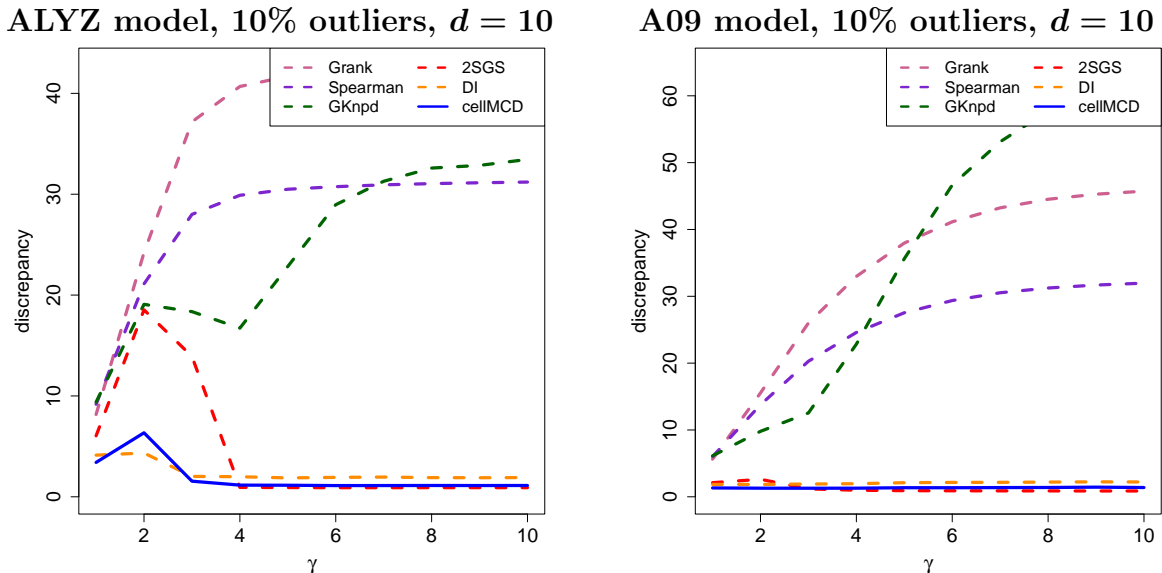 ALYZ model, 10% outliers, d = 10
Grank
Spearman
GKnpd
2SGS
DI
cellMCD
discrepancy
0
10
20
30
40
2
4
6
8
10
γ
A09 model, 10% outliers, d = 10
Grank
Spearman
GKnpd
2SGS
DI
cellMCD
discrepancy
0
10
20
30
40
50
60
2
4
6
8
10
γ